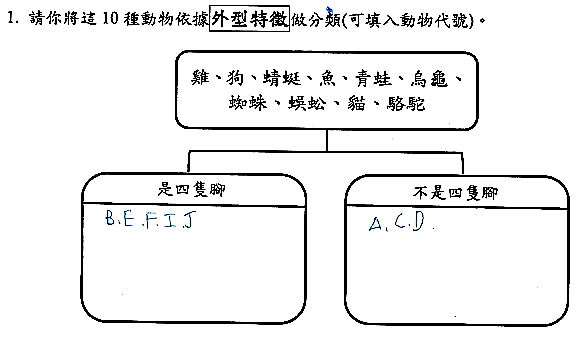 1. 請你將這 10 種動物依據外型特徵做分類(可填入動物代號)。
雞、狗、蜻蜓、魚、青蛙、烏龜、
蜘蛛、蜈蚣、貓、駱駝
是四隻腳
B.E.F.I.J
不是四隻腳
A.C.D.